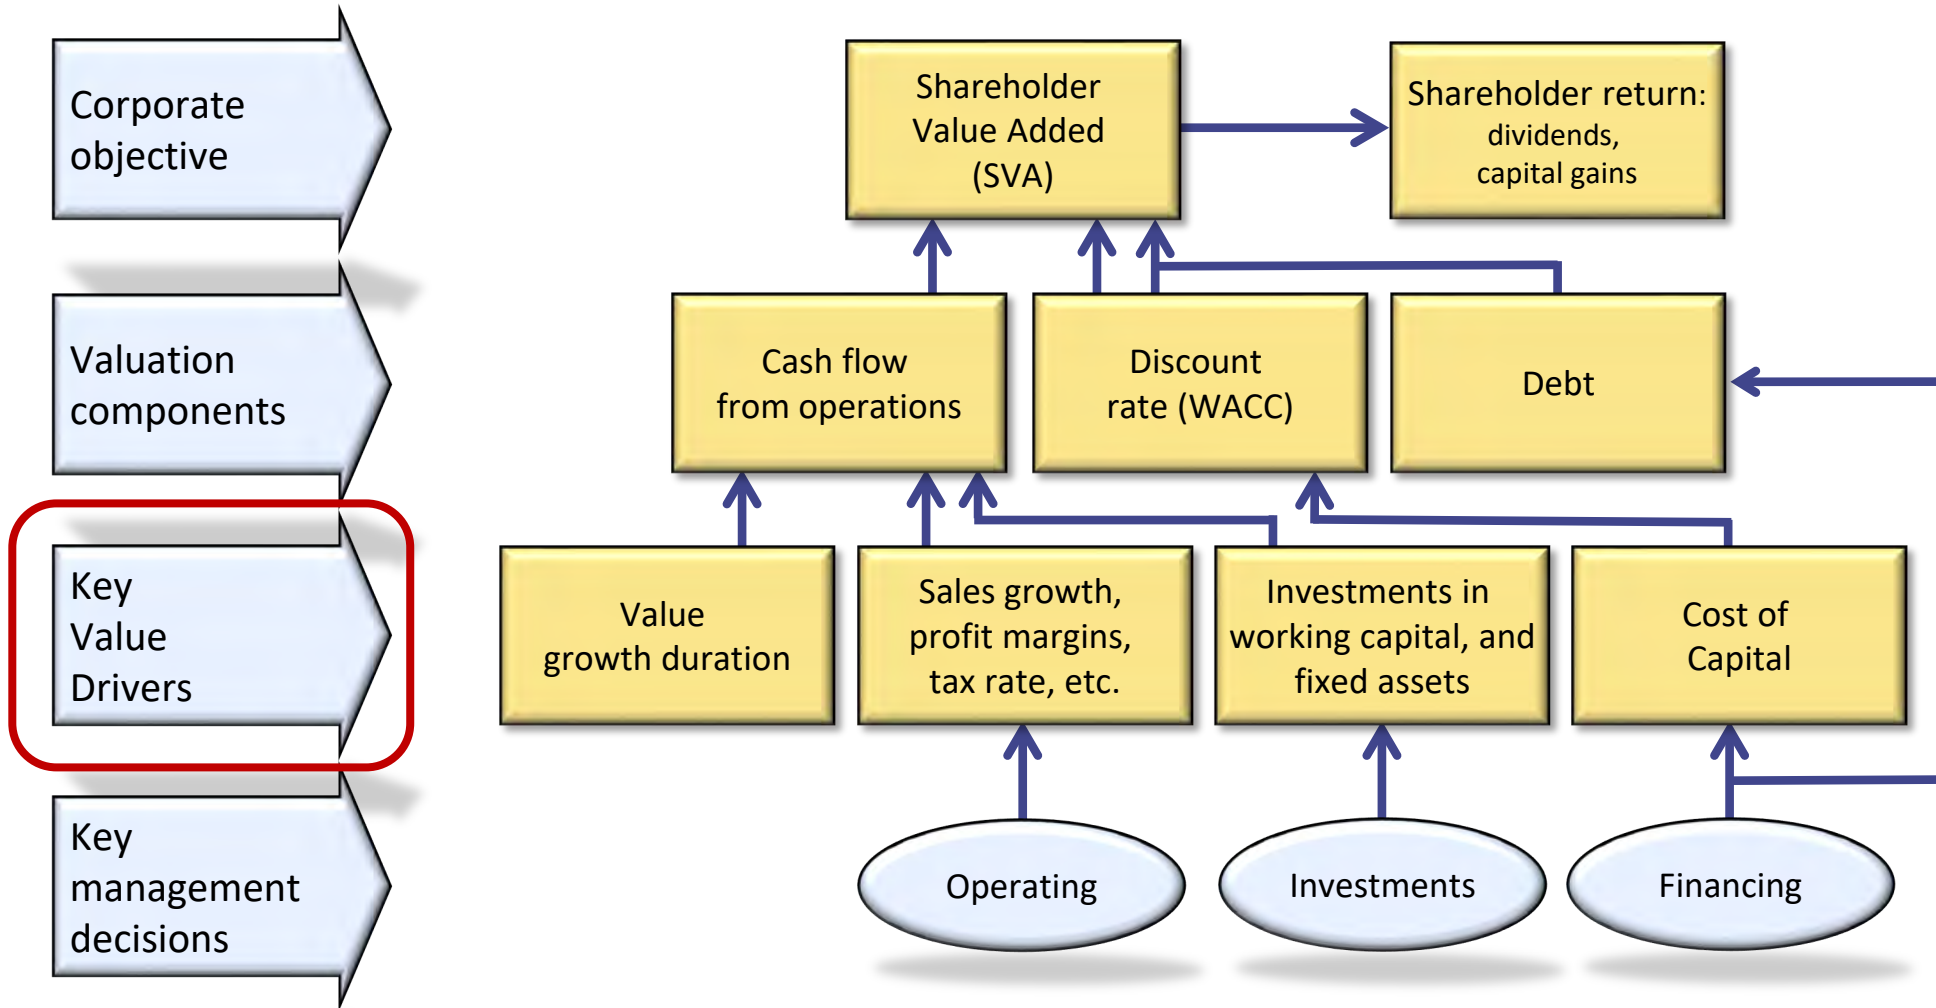 Corporate
objective
Shareholder
Value Added
(SVA)
Shareholder return:
dividends,
capital gains
Valuation
components
Cash flow
from operations
Discount
rate (WACC)
Debt
Key
Value
Drivers
Value
growth duration
Sales growth,
profit margins,
tax rate, etc.
Investments in
working capital, and
fixed assets
Cost of
Capital
Key
management
decisions
Operating
Investments
Financing